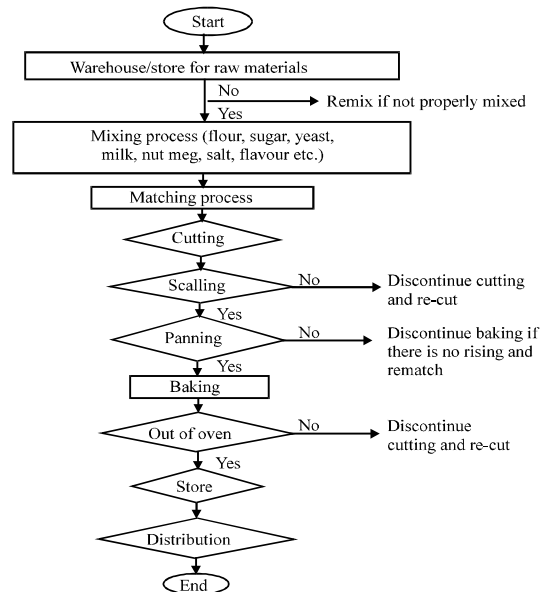 Start
Warehouse/store for raw materials
No
Remix if not properly mixed
Yes
Mixing process (flour, sugar, yeast,
milk, nut meg, salt, flavour etc.)
Matching process
Cutting
Scalling
No
Discontinue cutting
and re-cut
Yes
Panning
No
Discontinue baking if
there is no rising and
rematch
Yes
Baking
Out of oven
No
Discontinue
cutting and re-cut
Yes
Store
Distribution
End